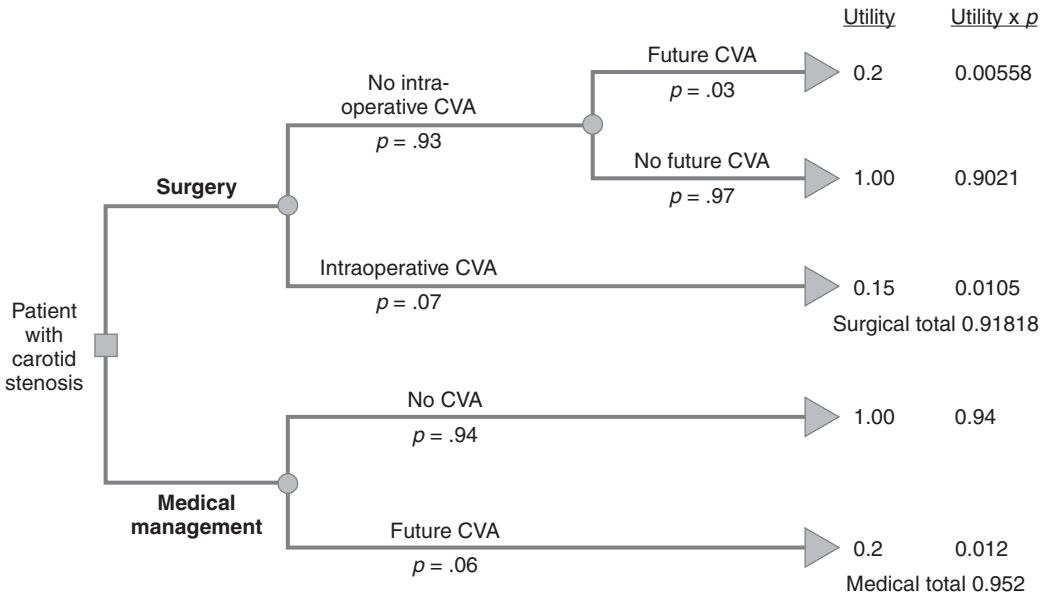 Utility Utility x p
Future CVA
p = .03
0.2 0.00558
No intra-
operative CVA
p = .93
No future CVA
p = .97
1.00 0.9021
Surgery
Intraoperative CVA
p = .07
0.15 0.0105
Surgical total 0.91818
Patient
with
carotid
stenosis
No CVA
p = .94
1.00 0.94
Medical
management
Future CVA
p = .06
0.2 0.012
Medical total 0.952